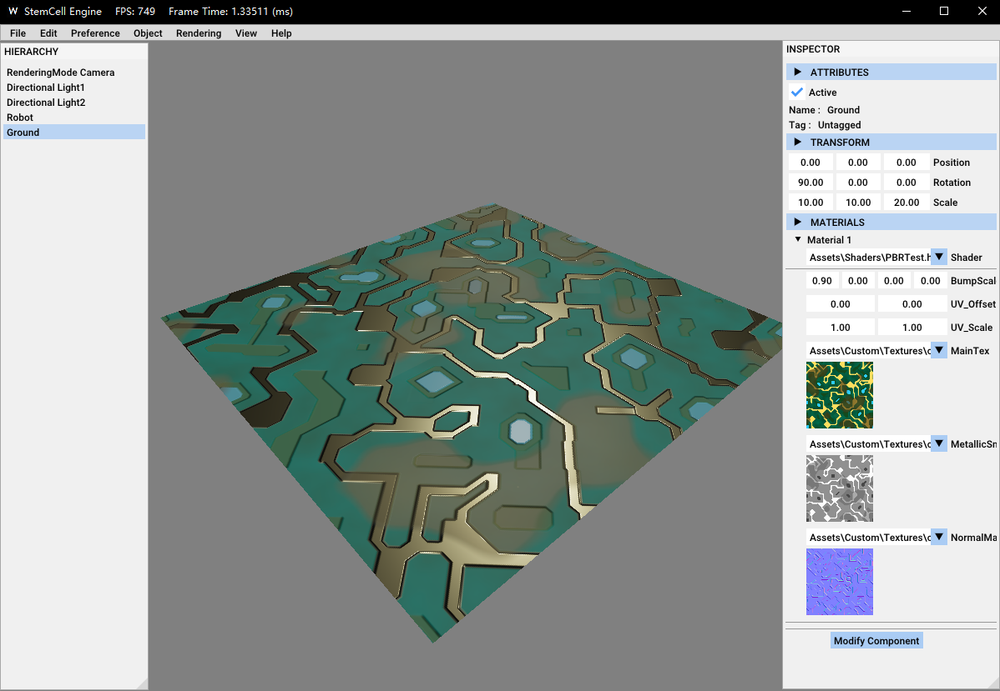 StemCell Engine FPS: 749 Frame Time: 1.33511 (ms)
File Edit Preference Object Rendering View Help
HIERARCHY
RenderingMode Camera
Directional Light1
Directional Light2
Robot
Ground
INSPECTOR
ATTRIBUTES
Active
Name : Ground
Tag : Untagged
TRANSFORM
0.00 0.00 0.00 Position
90.00 0.00 0.00 Rotation
10.00 10.00 20.00 Scale
MATERIALS
Material 1
Assets\Shaders\PBRTest.h Shader
0.90 0.00 0.00 0.00 BumpScal
0.00 0.00 UV_Offset
1.00 1.00 UV_Scale
Assets\Custom\Textures\c MainTex
Assets\Custom\Textures\c MetallicSm
Assets\Custom\Textures\c NormalMa
Modify Component